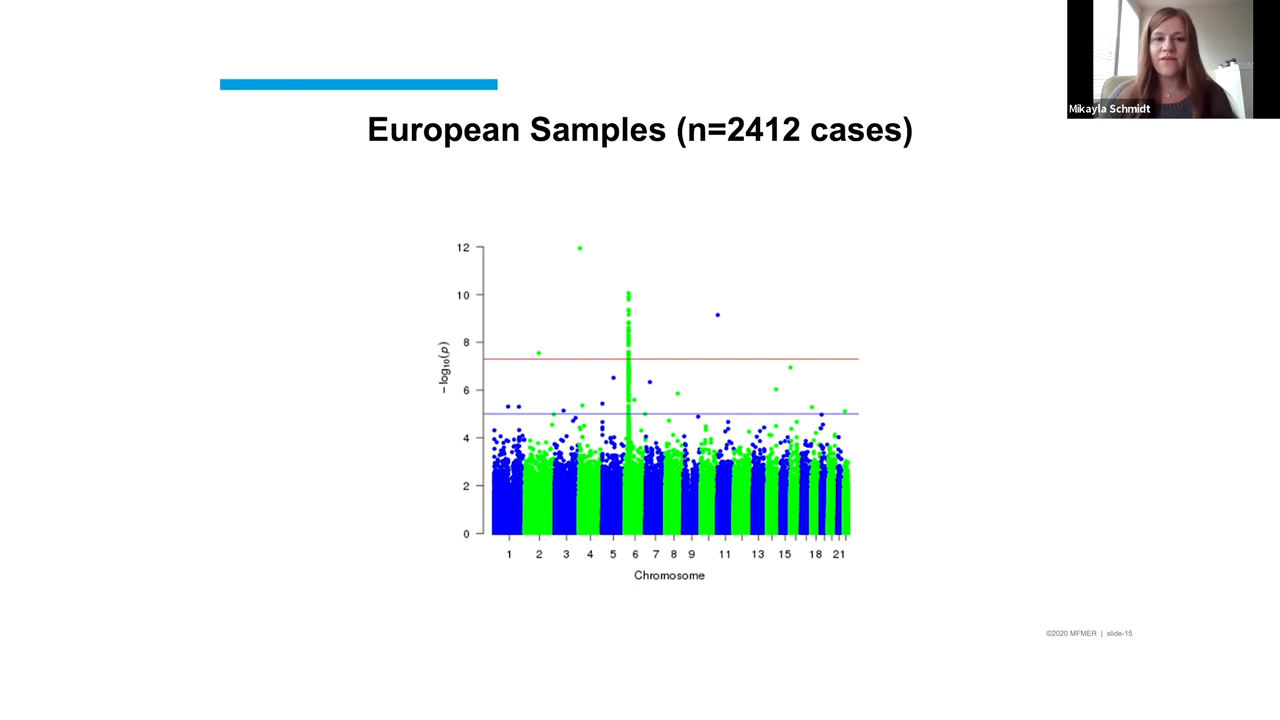 Mikayla Schmidt
European Samples (n=2412 cases)
12
10
8
6
4
2
0
−log10(p)
1 2 3 4 5 6 7 8 9 11 13 15 18 21
Chromosome
©2020 MFMER | slide-15